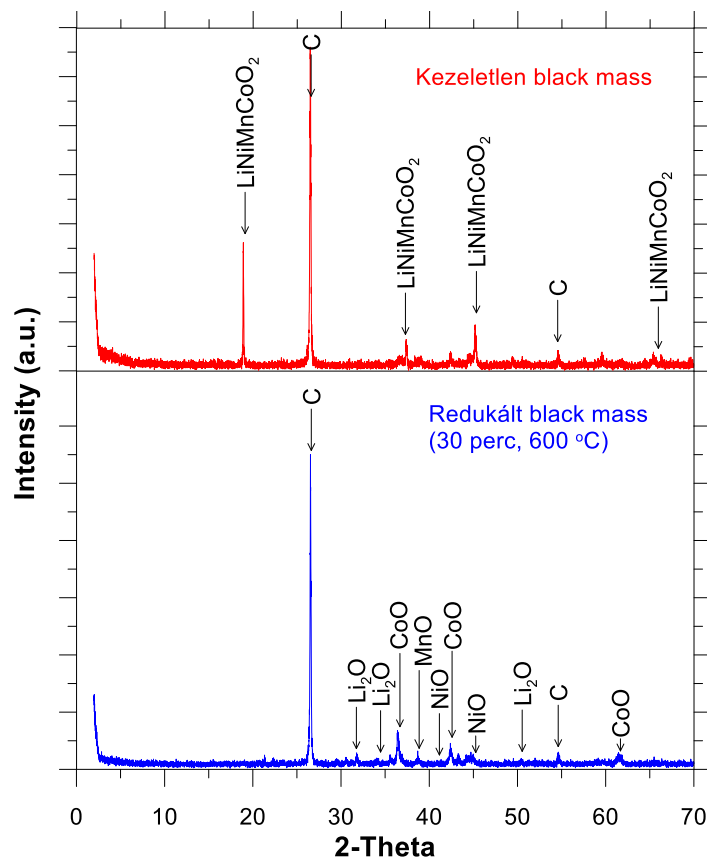 C
LiNiMnCoO₂
Kezeletlen black mass
LiNiMnCoO₂
LiNiMnCoO₂
C
LiNiMnCoO₂
Intensity (a.u.)
C
Redukált black mass
(30 perc, 600 °C)
Li₂O
Li₂O
CoO
MnO
NiO
CoO
NiO
Li₂O
C
CoO
0 10 20 30 40 50 60 70
2-Theta